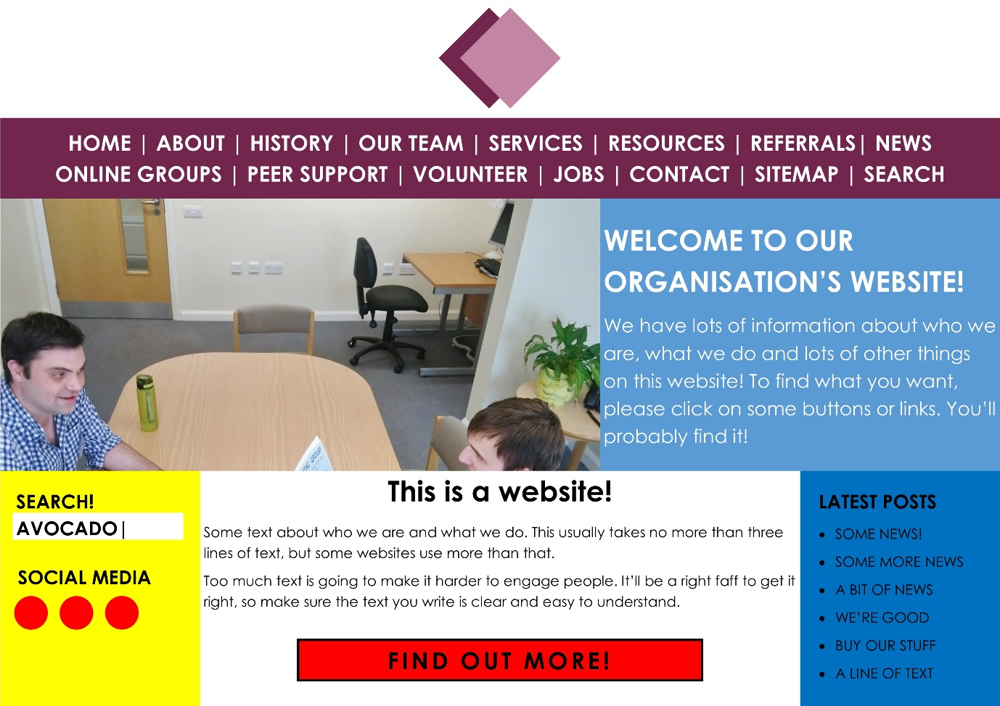 HOME | ABOUT | HISTORY | OUR TEAM | SERVICES | RESOURCES | REFERRALS| NEWS
ONLINE GROUPS | PEER SUPPORT | VOLUNTEER | JOBS | CONTACT | SITEMAP | SEARCH
WELCOME TO OUR
ORGANISATION’S WEBSITE!
We have lots of information about who we
are, what we do and lots of other things
on this website! To find what you want,
please click on some buttons or links. You’ll
probably find it!
GROUP
SEARCH!
AVOCADO|
SOCIAL MEDIA
This is a website!
Some text about who we are and what we do. This usually takes no more than three
lines of text, but some websites use more than that.
Too much text is going to make it harder to engage people. It’ll be a right faff to get it
right, so make sure the text you write is clear and easy to understand.
FIND OUT MORE!
LATEST POSTS
• SOME NEWS!
• SOME MORE NEWS
• A BIT OF NEWS
• WE’RE GOOD
• BUY OUR STUFF
• A LINE OF TEXT